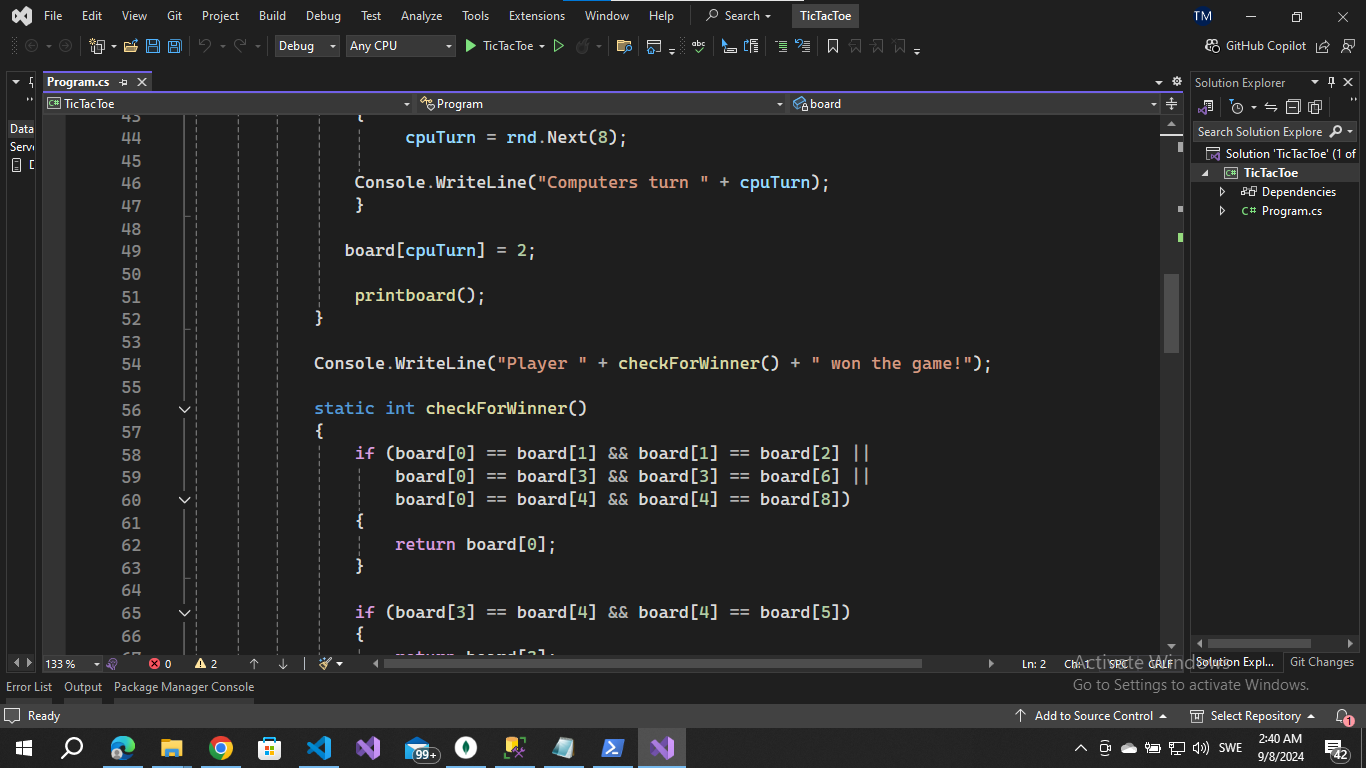 File Edit View Git Project Build Debug Test Analyze Tools Extensions Window Help Search TicTacToe TM
Debug Any CPU TicTacToe GitHub Copilot
Program.cs
TicTacToe Program board
Data
Serv
44 cpuTurn = rnd.Next(8);
45
46 Console.WriteLine("Computers turn " + cpuTurn);
47 }
48
49 board[cpuTurn] = 2;
50
51 printboard();
52 }
53
54 Console.WriteLine("Player " + checkForWinner() + " won the game!");
55
56 static int checkForWinner()
57 {
58 if (board[0] == board[1] && board[1] == board[2] ||
59 board[0] == board[3] && board[3] == board[6] ||
60 board[0] == board[4] && board[4] == board[8])
61 {
62 return board[0];
63 }
64
65 if (board[3] == board[4] && board[4] == board[5])
66 {
Solution Explorer
Search Solution Explore
Solution 'TicTacToe' (1 of
TicTacToe
Dependencies
C# Program.cs
133 % 0 2 Ln: 2 Ch: 1 SPC CRLF
Solution Expl... Git Changes
Activate Windows
Go to Settings to activate Windows.
Error List Output Package Manager Console
Ready Add to Source Control Select Repository 1
99+ SWE 2:40 AM
9/8/2024 42